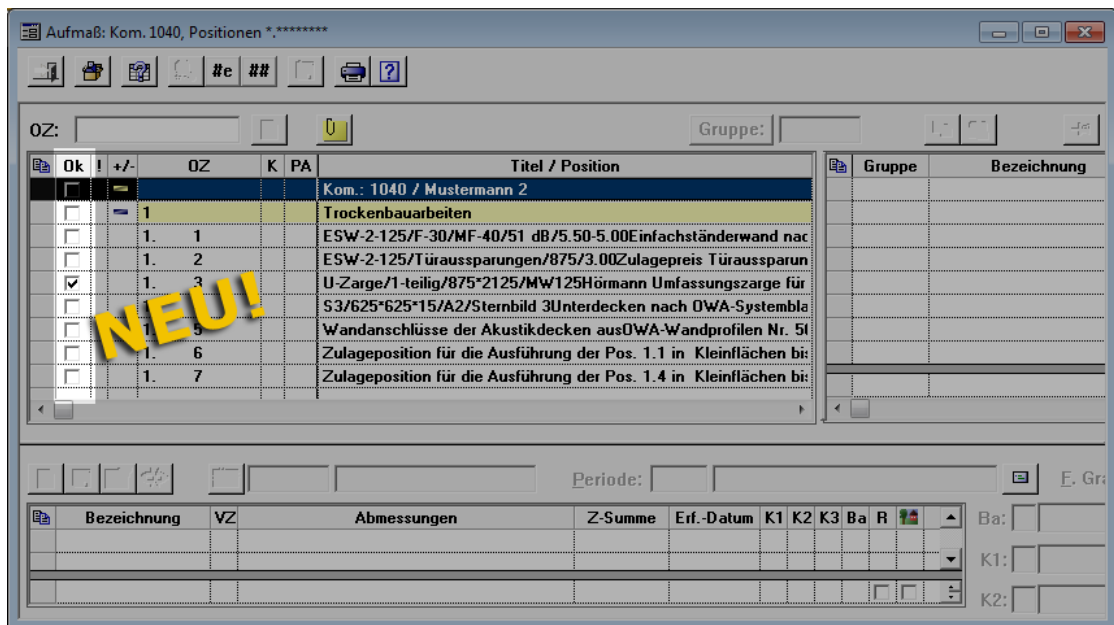 Aufmaß: Kom. 1040, Positionen *.********
#e ##
OZ: Gruppe:
Ok ! +/- OZ K PA Titel / Position Gruppe Bezeichnung
Kom.: 1040 / Mustermann 2
1 Trockenbauarbeiten
1. 1 ESW-2-125/F-30/MF-40/51 dB/5.50-5.00Einfachständerwand nac
1. 2 ESW-2-125/Türaussparungen/875/3.00Zulagepreis Türaussparun
1. 3 U-Zarge/1-teilig/875*2125/MW125Hörmann Umfassungszarge für
S3/625*625*15/A2/Sternbild 3Unterdecken nach OWA-Systembla
5 Wandanschlüsse der Akustikdecken ausOWA-Wandprofilen Nr. 50
1. 6 Zulageposition für die Ausführung der Pos. 1.1 in Kleinflächen bis
1. 7 Zulageposition für die Ausführung der Pos. 1.4 in Kleinflächen bis
NEU!
Periode: F. Gra
Bezeichnung VZ Abmessungen Z-Summe Erf.-Datum K1 K2 K3 Ba R
Ba:
K1:
K2: